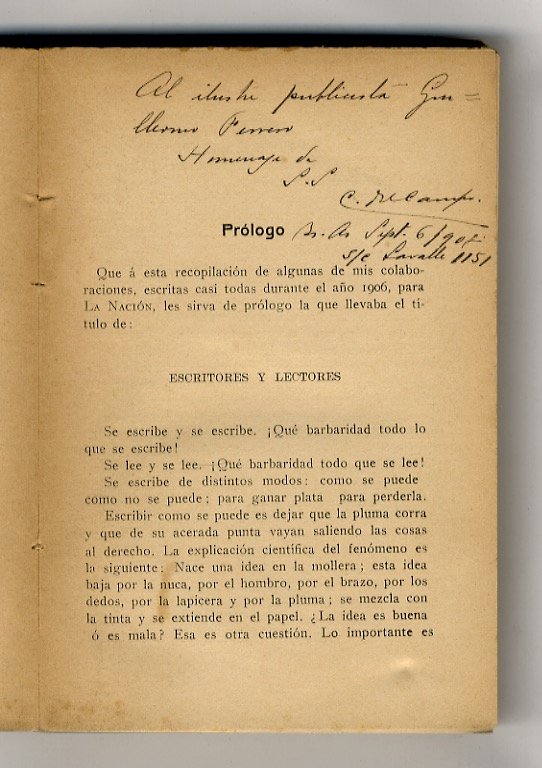 Al ilustre publicista Gui=
llermo Ferrero
Homenaje de
S.S
C. del Campo.
Prólogo
Bs. As Sept. 6/907
s/c Lavalle 1151
Que á esta recopilación de algunas de mis colabo-
raciones, escritas casi todas durante el año 1906, para
LA NACIÓN, les sirva de prólogo la que llevaba el tí-
tulo de:
ESCRITORES Y LECTORES
Se escribe y se escribe. ¡Qué barbaridad todo lo
que se escribe!
Se lee y se lee. ¡Qué barbaridad todo que se lee!
Se escribe de distintos modos: como se puede
como no se puede; para ganar plata para perderla.
Escribir como se puede es dejar que la pluma corra
y que de su acerada punta vayan saliendo las cosas
al derecho. La explicación científica del fenómeno es
la siguiente: Nace una idea en la mollera; esta idea
baja por la nuca, por el hombro, por el brazo, por los
dedos, por la lapicera y por la pluma; se mezcla con
la tinta y se extiende en el papel. ¿La idea es buena
ó es mala? Esa es otra cuestión. Lo importante es